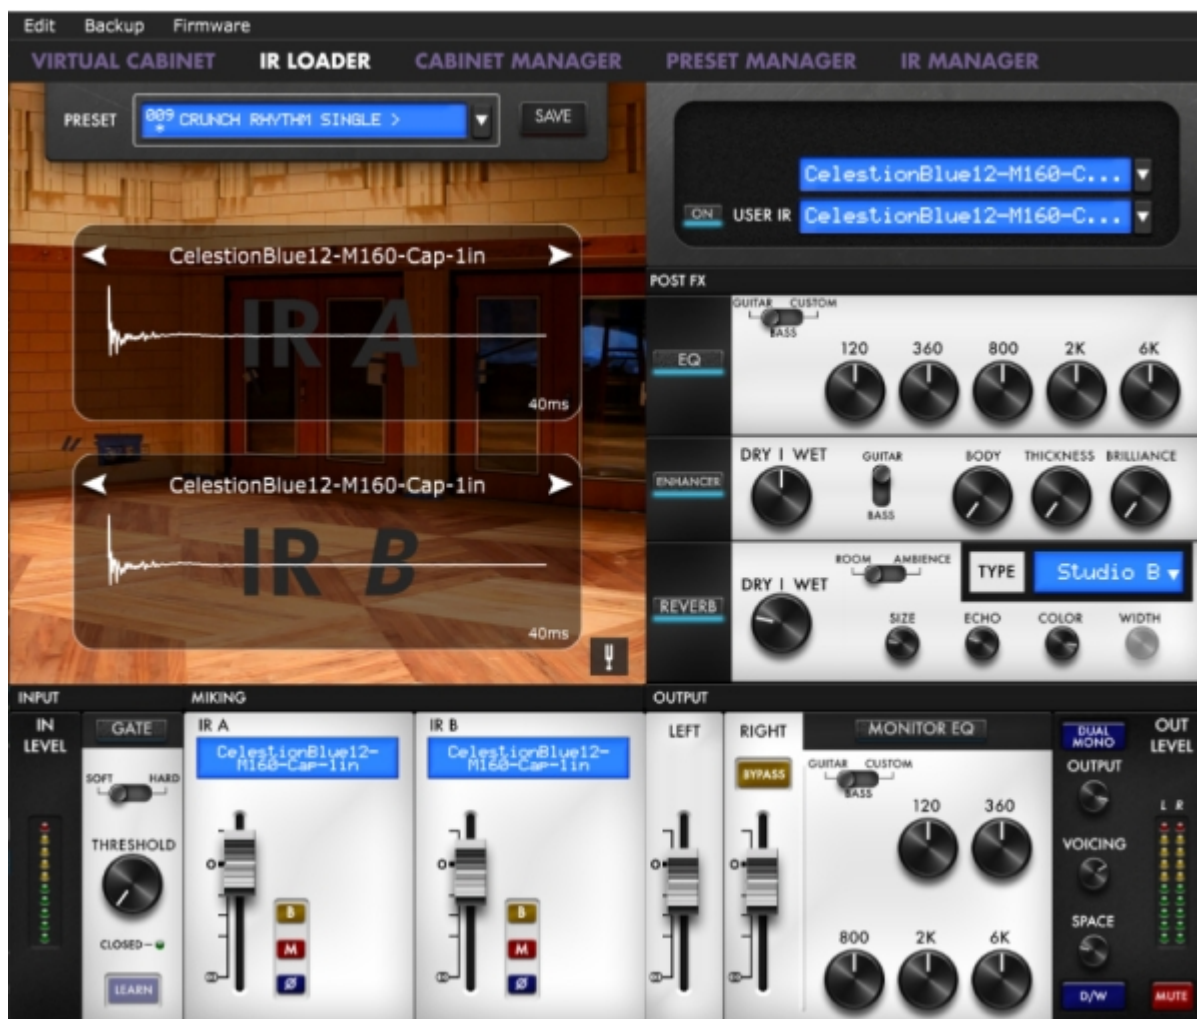 Edit Backup Firmware
VIRTUAL CABINET IR LOADER CABINET MANAGER PRESET MANAGER IR MANAGER
PRESET 009 * CRUNCH RHYTHM SINGLE > SAVE
CelestionBlue12-M160-C...
ON USER IR CelestionBlue12-M160-C...
CelestionBlue12-M160-Cap-1in
IR A
40ms
CelestionBlue12-M160-Cap-1in
IR B
40ms
POST FX
EQ
GUITAR CUSTOM
BASS
120 360 800 2K 6K
ENHANCER
DRY | WET
GUITAR
BASS
BODY THICKNESS BRILLIANCE
REVERB
DRY | WET
ROOM AMBIENCE
TYPE Studio B
SIZE ECHO COLOR WIDTH
INPUT
IN
LEVEL
GATE
SOFT HARD
THRESHOLD
CLOSED
LEARN
MIKING
IR A
CelestionBlue12-
M160-Cap-1in
0
B
M
Ø
∞
IR B
CelestionBlue12-
M160-Cap-1in
0
B
M
Ø
∞
OUTPUT
LEFT
0
∞
RIGHT
BYPASS
0
∞
MONITOR EQ
GUITAR CUSTOM
BASS
120 360
800 2K 6K
DUAL
MONO
OUTPUT
VOICING
SPACE
D/W
OUT
LEVEL
L R
MUTE